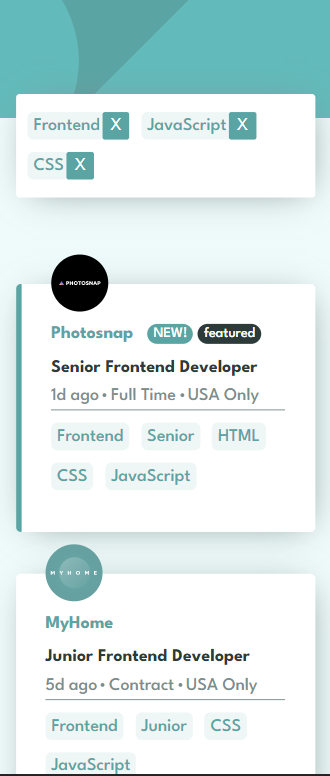 Frontend X JavaScript X
CSS X
PHOTOSNAP
Photosnap NEW! featured
Senior Frontend Developer
1d ago • Full Time • USA Only
Frontend Senior HTML
CSS JavaScript
MYHOME
MyHome
Junior Frontend Developer
5d ago • Contract • USA Only
Frontend Junior CSS
JavaScript